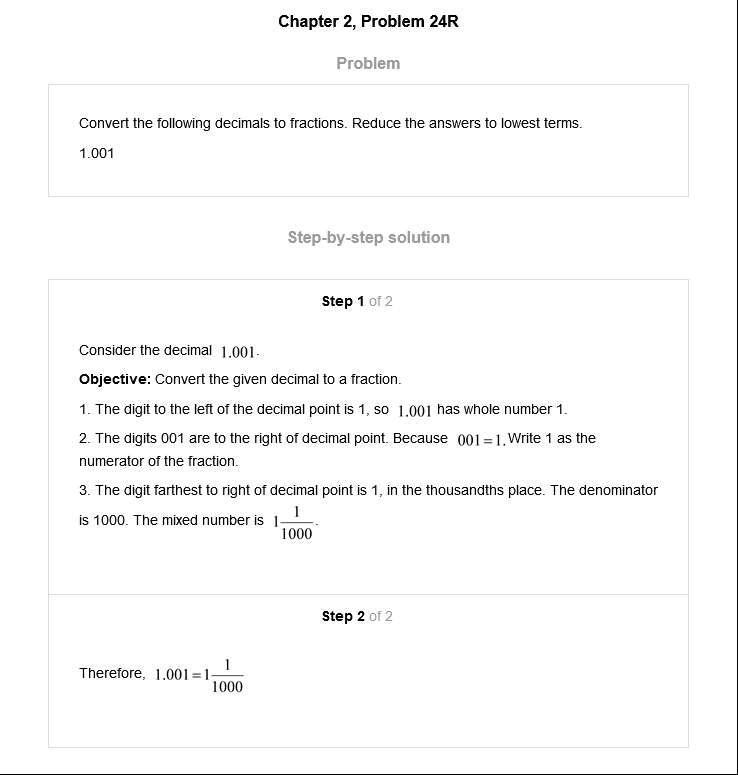 Chapter 2, Problem 24R
Problem
Convert the following decimals to fractions. Reduce the answers to lowest terms.
1.001
Step-by-step solution
Step 1 of 2
Consider the decimal 1.001.
Objective: Convert the given decimal to a fraction.
1. The digit to the left of the decimal point is 1, so 1.001 has whole number 1.
2. The digits 001 are to the right of decimal point. Because 001=1. Write 1 as the
numerator of the fraction.
3. The digit farthest to right of decimal point is 1, in the thousandths place. The denominator
is 1000. The mixed number is 1 1/1000.
Step 2 of 2
Therefore, 1.001=1 1/1000